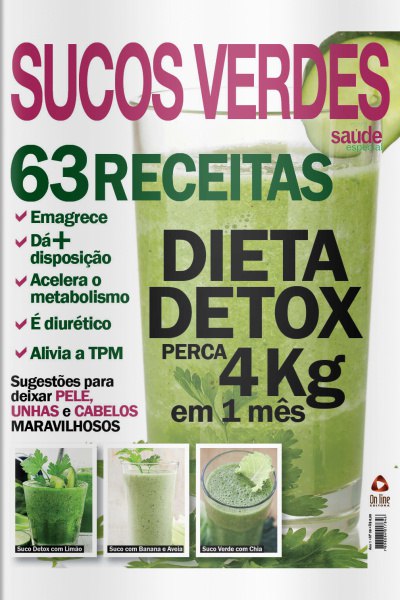 SUCOS VERDES
saúde
especial
63 RECEITAS
Emagrece
Dá+
disposição
Acelera o
metabolismo
É diurético
Alivia a TPM
DIETA
DETOX
PERCA
4Kg
em 1 mês
Sugestões para
deixar PELE,
UNHAS e CABELOS
MARAVILHOSOS
Suco Detox com Limão
Suco com Banana e Aveia
Suco Verde com Chia
On line
EDITORA